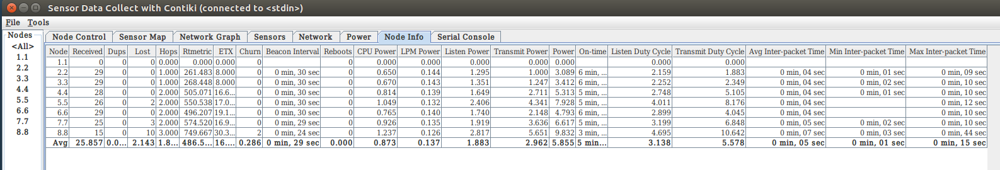 Sensor Data Collect with Contiki (connected to <stdin>)
File Tools
Nodes
<All>
1.1
2.2
3.3
4.4
5.5
6.6
7.7
8.8
Node Control Sensor Map Network Graph Sensors Network Power Node Info Serial Console
Node Received Dups Lost Hops Rtmetric ETX Churn Beacon Interval Reboots CPU Power LPM Power Listen Power Transmit Power Power On-time Listen Duty Cycle Transmit Duty Cycle Avg Inter-packet Time Min Inter-packet Time Max Inter-packet Time
1.1 0 0 0 0.000 0.000 0.000 0 0 0.000 0.000 0.000 0.000 0.000 0.000 0.000
2.2 29 0 0 1.000 261.483 8.000 0 0 min, 30 sec 0 0.650 0.144 1.295 1.000 3.089 6 min, ... 2.159 1.883 0 min, 04 sec 0 min, 01 sec 0 min, 09 sec
3.3 29 0 0 1.000 268.448 8.000 0 0 min, 30 sec 0 0.670 0.143 1.351 1.247 3.412 6 min, ... 2.252 2.349 0 min, 04 sec 0 min, 02 sec 0 min, 10 sec
4.4 28 0 0 2.000 505.071 16.6... 0 0 min, 30 sec 0 0.814 0.139 1.649 2.711 5.313 5 min, ... 2.748 5.105 0 min, 04 sec 0 min, 01 sec 0 min, 10 sec
5.5 26 0 2 2.000 550.538 17.0... 0 0 min, 30 sec 0 1.049 0.132 2.406 4.341 7.928 5 min, ... 4.011 8.176 0 min, 04 sec 0 min, 12 sec
6.6 29 0 0 2.000 496.207 19.1... 0 0 min, 30 sec 0 0.765 0.140 1.740 2.148 4.793 6 min, ... 2.899 4.045 0 min, 04 sec 0 min, 10 sec
7.7 25 0 3 2.000 574.520 16.9... 0 0 min, 29 sec 0 0.926 0.135 1.919 3.636 6.617 5 min, ... 3.199 6.848 0 min, 05 sec 0 min, 02 sec 0 min, 10 sec
8.8 15 0 10 3.000 749.667 30.3... 2 0 min, 24 sec 0 1.237 0.126 2.817 5.651 9.832 3 min, ... 4.695 10.642 0 min, 07 sec 0 min, 03 sec 0 min, 44 sec
Avg 25.857 0.0... 2.143 1.8... 486.5... 16.... 0.286 0 min, 29 sec 0.000 0.873 0.137 1.883 2.962 5.855 5 min... 3.138 5.578 0 min, 05 sec 0 min, 01 sec 0 min, 15 sec